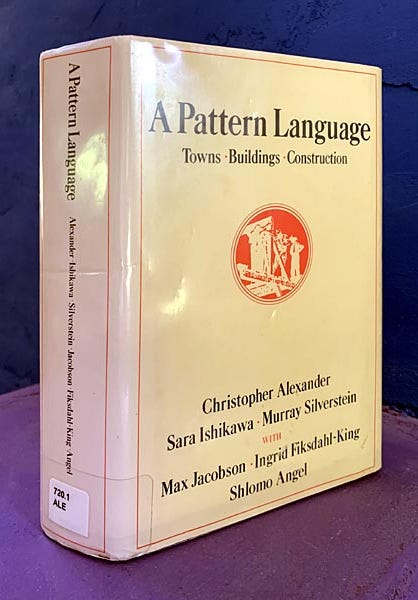 A Pattern Language
Alexander·Ishikawa·Silverstein·Jacobson·Fiksdahl-King·Angel
720.1
ALE
A Pattern Language
Towns·Buildings·Construction
Christopher Alexander
Sara Ishikawa·Murray Silverstein
WITH
Max Jacobson·Ingrid Fiksdahl-King
Shlomo Angel